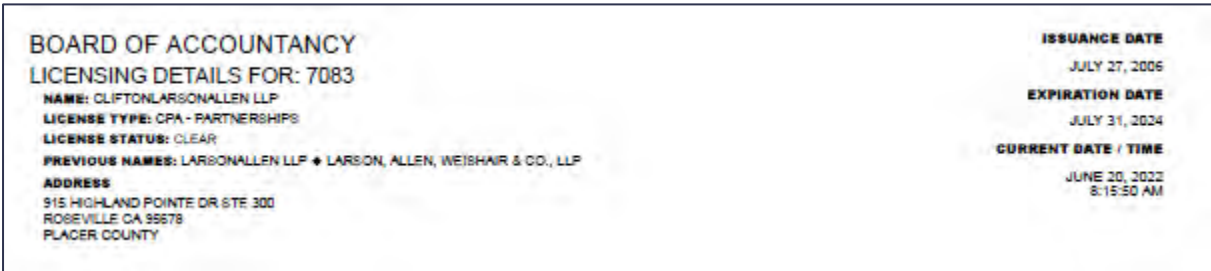 BOARD OF ACCOUNTANCY
LICENSING DETAILS FOR: 7083
NAME: CLIFTONLARSONALLEN LLP
LICENSE TYPE: CPA - PARTNERSHIPS
LICENSE STATUS: CLEAR
PREVIOUS NAMES: LARSONALLEN LLP ◆ LARSON, ALLEN, WEISHAIR & CO., LLP
ADDRESS
915 HIGHLAND POINTE DR STE 300
ROSEVILLE CA 95678
PLACER COUNTY
ISSUANCE DATE
JULY 27, 2006
EXPIRATION DATE
JULY 31, 2024
CURRENT DATE / TIME
JUNE 20, 2022
8:15:50 AM